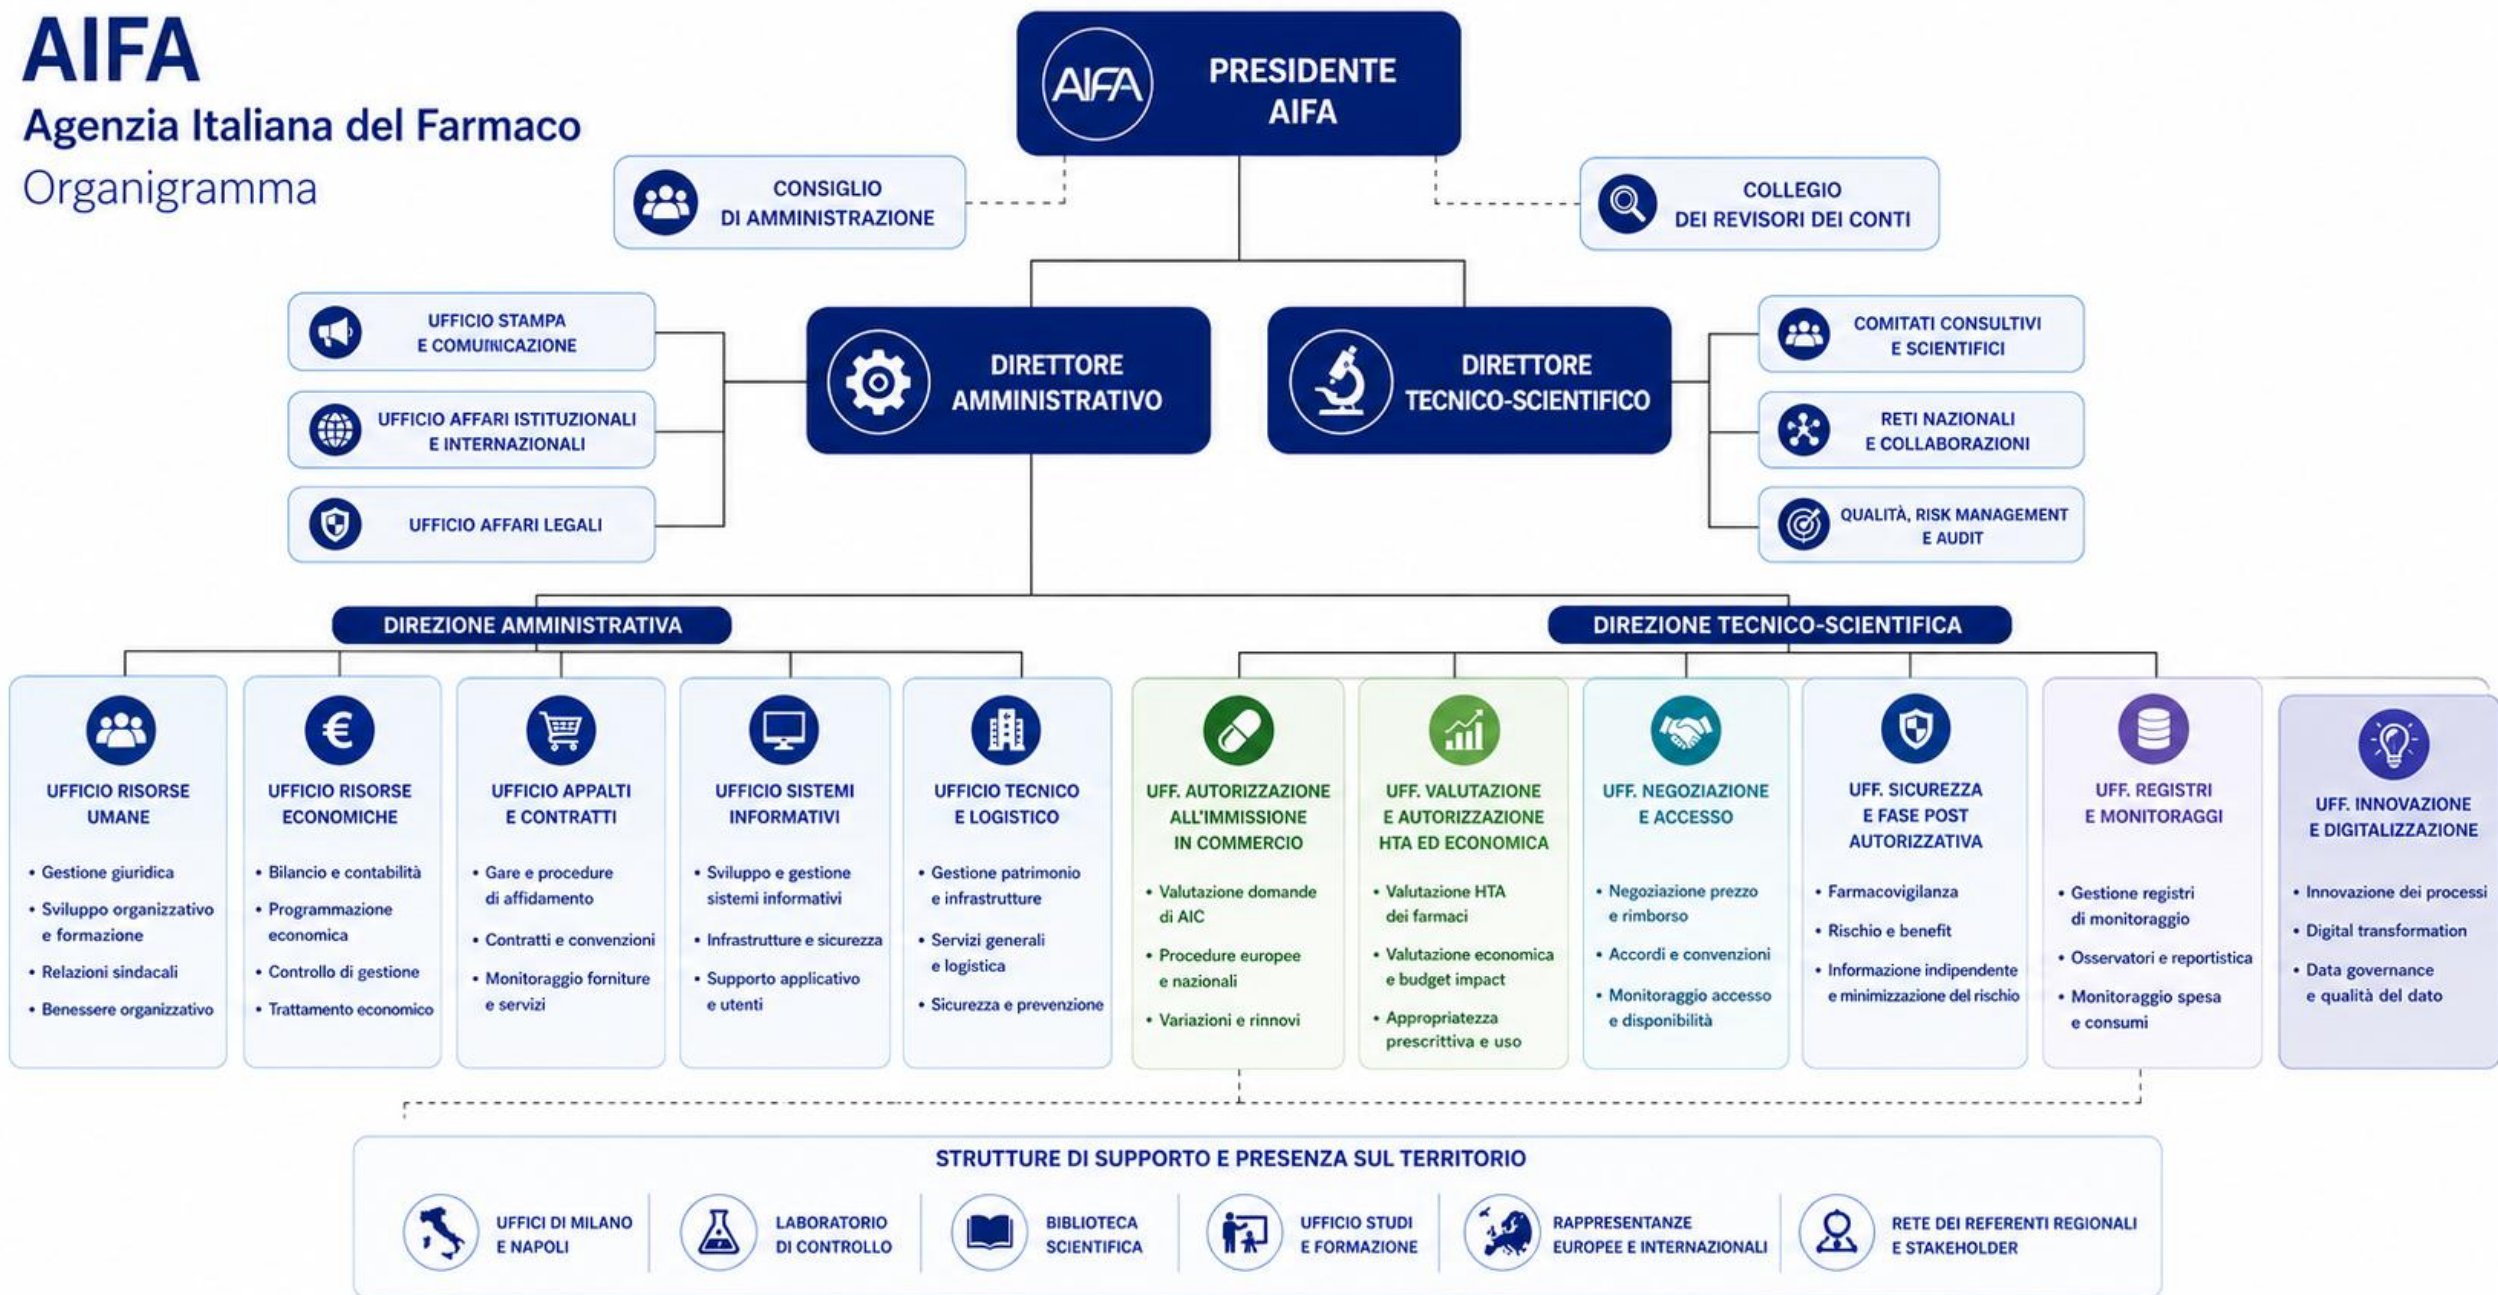 AIFA
Agenzia Italiana del Farmaco
Organigramma
AIFA
PRESIDENTE
AIFA
CONSIGLIO
DI AMMINISTRAZIONE
COLLEGIO
DEI REVISORI DEI CONTI
UFFICIO STAMPA
E COMUNICAZIONE
UFFICIO AFFARI ISTITUZIONALI
E INTERNAZIONALI
UFFICIO AFFARI LEGALI
DIRETTORE
AMMINISTRATIVO
DIRETTORE
TECNICO-SCIENTIFICO
COMITATI CONSULTIVI
E SCIENTIFICI
RETI NAZIONALI
E COLLABORAZIONI
QUALITÀ, RISK MANAGEMENT
E AUDIT
DIREZIONE AMMINISTRATIVA
DIREZIONE TECNICO-SCIENTIFICA
UFFICIO RISORSE
UMANE
• Gestione giuridica
• Sviluppo organizzativo
e formazione
• Relazioni sindacali
• Benessere organizzativo
UFFICIO RISORSE
ECONOMICHE
• Bilancio e contabilità
• Programmazione
economica
• Controllo di gestione
• Trattamento economico
UFFICIO APPALTI
E CONTRATTI
• Gare e procedure
di affidamento
• Contratti e convenzioni
• Monitoraggio forniture
e servizi
UFFICIO SISTEMI
INFORMATIVI
• Sviluppo e gestione
sistemi informativi
• Infrastrutture e sicurezza
• Supporto applicativo
e utenti
UFFICIO TECNICO
E LOGISTICO
• Gestione patrimonio
e infrastrutture
• Servizi generali
e logistica
• Sicurezza e prevenzione
UFF. AUTORIZZAZIONE
ALL'IMMISSIONE
IN COMMERCIO
• Valutazione domande
di AIC
• Procedure europee
e nazionali
• Variazioni e rinnovi
UFF. VALUTAZIONE
E AUTORIZZAZIONE
HTA ED ECONOMICA
• Valutazione HTA
dei farmaci
• Valutazione economica
e budget impact
• Appropriatezza
prescrittiva e uso
UFF. NEGOZIAZIONE
E ACCESSO
• Negoziazione prezzo
e rimborso
• Accordi e convenzioni
• Monitoraggio accesso
e disponibilità
UFF. SICUREZZA
E FASE POST
AUTORIZZATIVA
• Farmacovigilanza
• Rischio e benefit
• Informazione indipendente
e minimizzazione del rischio
UFF. REGISTRI
E MONITORAGGI
• Gestione registri
di monitoraggio
• Osservatori e reportistica
• Monitoraggio spesa
e consumi
UFF. INNOVAZIONE
E DIGITALIZZAZIONE
• Innovazione dei processi
• Digital transformation
• Data governance
e qualità del dato
STRUTTURE DI SUPPORTO E PRESENZA SUL TERRITORIO
UFFICI DI MILANO
E NAPOLI
LABORATORIO
DI CONTROLLO
BIBLIOTECA
SCIENTIFICA
UFFICIO STUDI
E FORMAZIONE
RAPPRESENTANZE
EUROPEE E INTERNAZIONALI
RETE DEI REFERENTI REGIONALI
E STAKEHOLDER